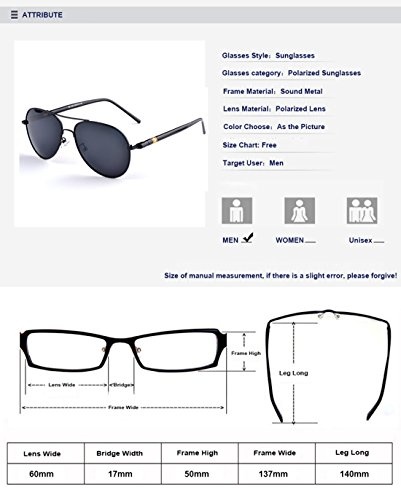 ATTRIBUTE
Glasses Style: Sunglasses
Glasses category: Polarized Sunglasses
Frame Material: Sound Metal
Lens Material: Polarized Lens
Color Choose: As the Picture
Size Chart: Free
Target User: Men
MEN WOMEN Unisex
Size of manual measurement, if there is a slight error, please forgive!
Frame High
Leg Long
Lens Wide Bridge
Frame Wide
Lens Wide Bridge Width Frame High Frame Wide Leg Long
60mm 17mm 50mm 137mm 140mm